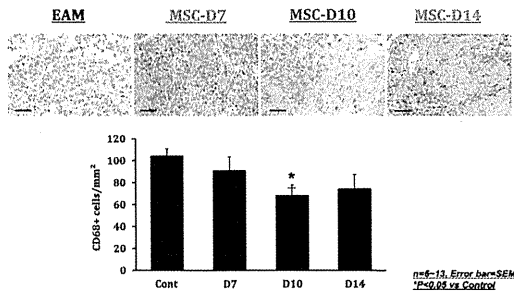 EAM MSC-D7 MSC-D10 MSC-D14
120
100
80
60
40
20
0
CD68+ cells/mm²
*
Cont D7 D10 D14
n=6~13, Error bar=SEM
*P<0.05 vs Control